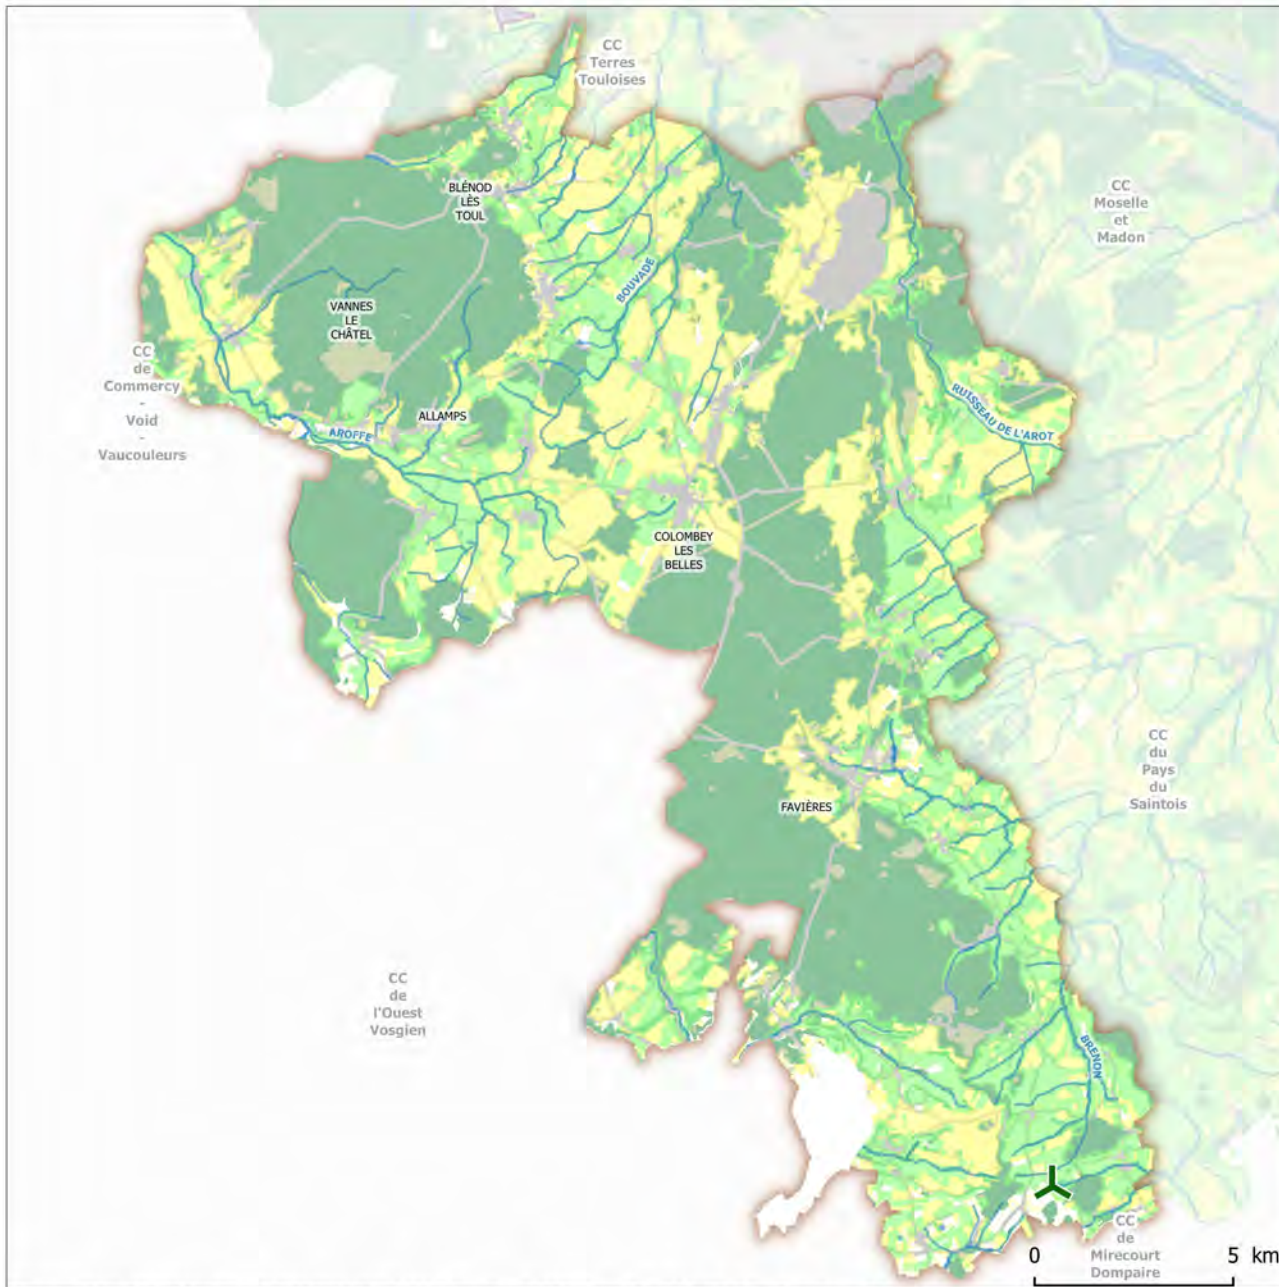 CC
Terres
Touloises
BLÉNOD
LÈS
TOUL
CC
Moselle
et
Madon
BOUVADE
VANNES
LE
CHÂTEL
CC
de
Commercy
-
Void
-
Vaucouleurs
ALLAMPS
AROFFE
RUISSEAU DE L'AROT
COLOMBEY
LES
BELLES
CC
du
Pays
du
Saintois
FAVIÈRES
CC
de
l'Ouest
Vosgien
BRENON
CC
de
Mirecourt
Dompaire
0 5 km